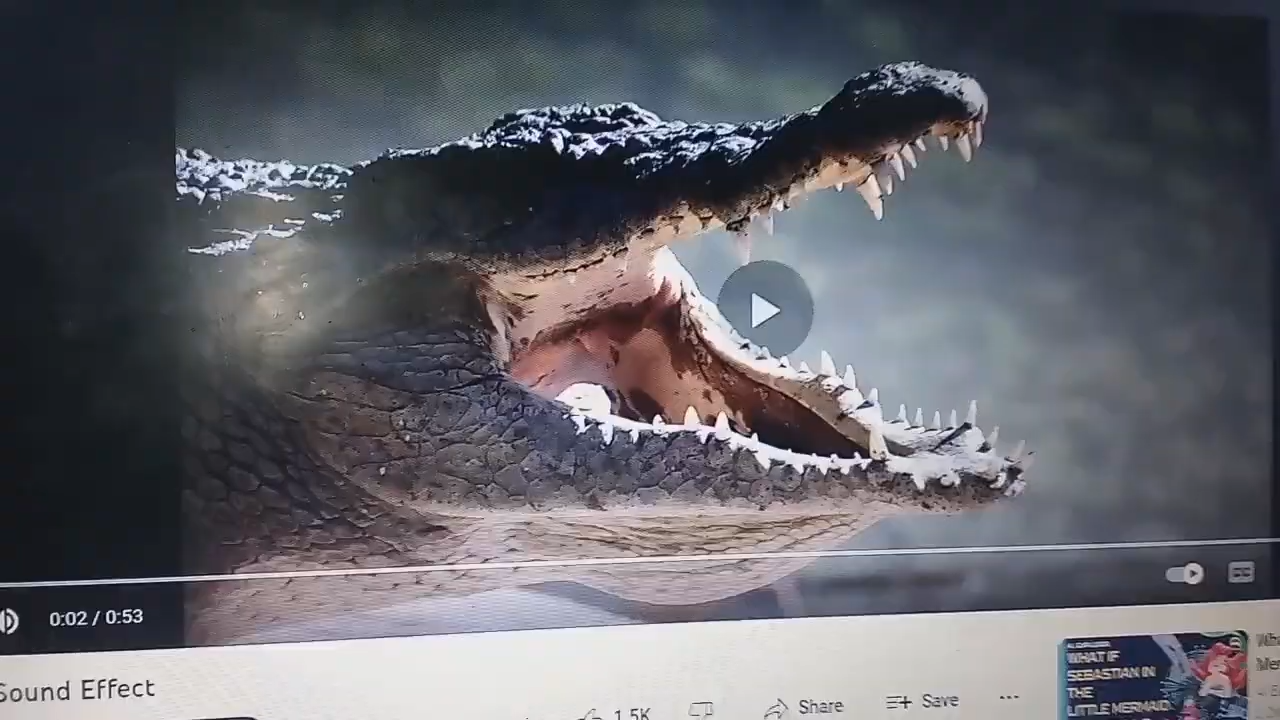 0:02 / 0:53
Sound Effect
1.5K
Share
Save
WHAT IF
SEBASTIAN IN
THE
LITTLE MERMAID